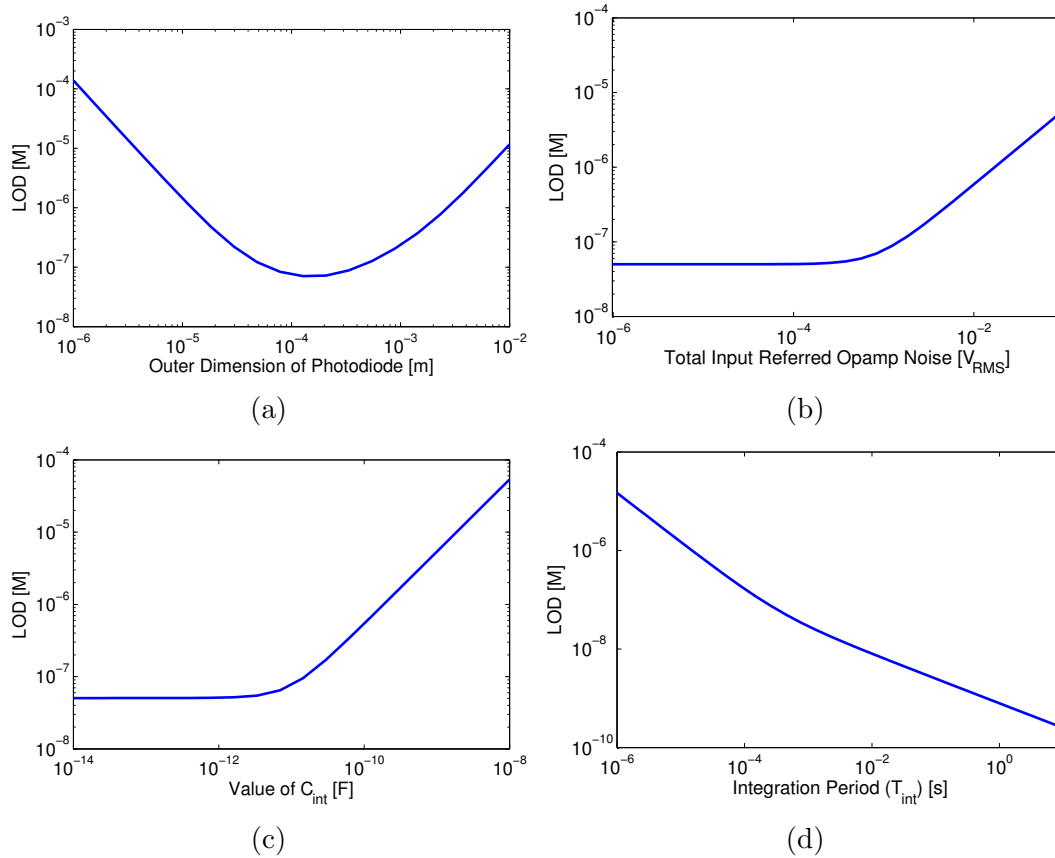 10⁻³
10⁻⁴
10⁻⁵
10⁻⁶
10⁻⁷
10⁻⁸
LOD [M]
10⁻⁶ 10⁻⁵ 10⁻⁴ 10⁻³ 10⁻²
Outer Dimension of Photodiode [m]
(a)
10⁻⁴
10⁻⁵
10⁻⁶
10⁻⁷
10⁻⁸
LOD [M]
10⁻⁶ 10⁻⁴ 10⁻²
Total Input Referred Opamp Noise [V_RMS]
(b)
10⁻⁴
10⁻⁵
10⁻⁶
10⁻⁷
10⁻⁸
LOD [M]
10⁻¹⁴ 10⁻¹² 10⁻¹⁰ 10⁻⁸
Value of C_int [F]
(c)
10⁻⁴
10⁻⁶
10⁻⁸
10⁻¹⁰
LOD [M]
10⁻⁶ 10⁻⁴ 10⁻² 10⁰
Integration Period (T_int) [s]
(d)